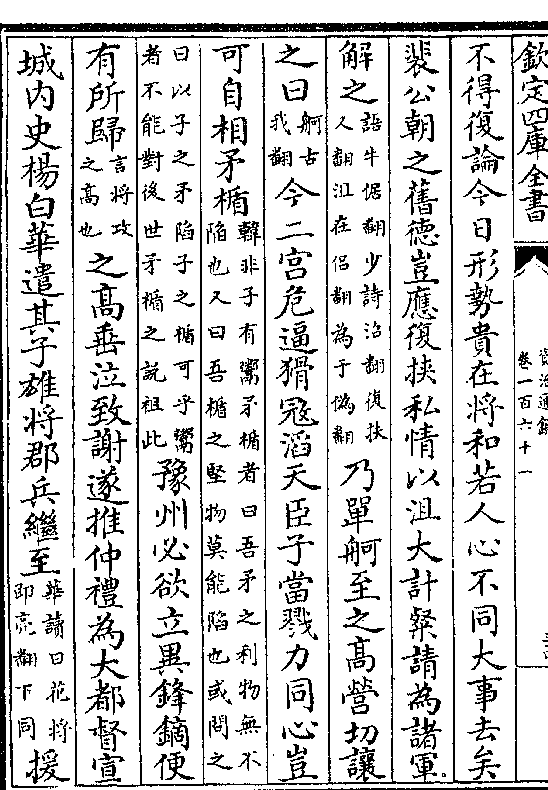 欽定四庫全書
資治通鑑
卷一百六十一
不得復論今日形勢貴在將和若人心不同大事去矣
裴公朝之舊德豈應復挟私情以沮大計粲請為諸軍
解之語牛倨翻少詩沼翻復扶又翻沮在呂翻為于偽翻乃單舸至之髙營切讓
之曰舸古我翻今二宮危逼猾冦滔天臣子當戮力同心豈
可自相矛楯韓非子有鬻矛楯者曰吾矛之利物無不陷也又曰吾楯之堅物莫能陷也或問之
曰以子之矛陷子之楯可乎鬻者不能對後世矛楯之說祖此豫州必欲立異鋒鏑便
有所歸言將攻之髙也之髙垂泣致謝遂推仲禮為大都督宣
城内史楊白華遣其子雄將郡兵繼至華讀曰花將即亮翻下同援